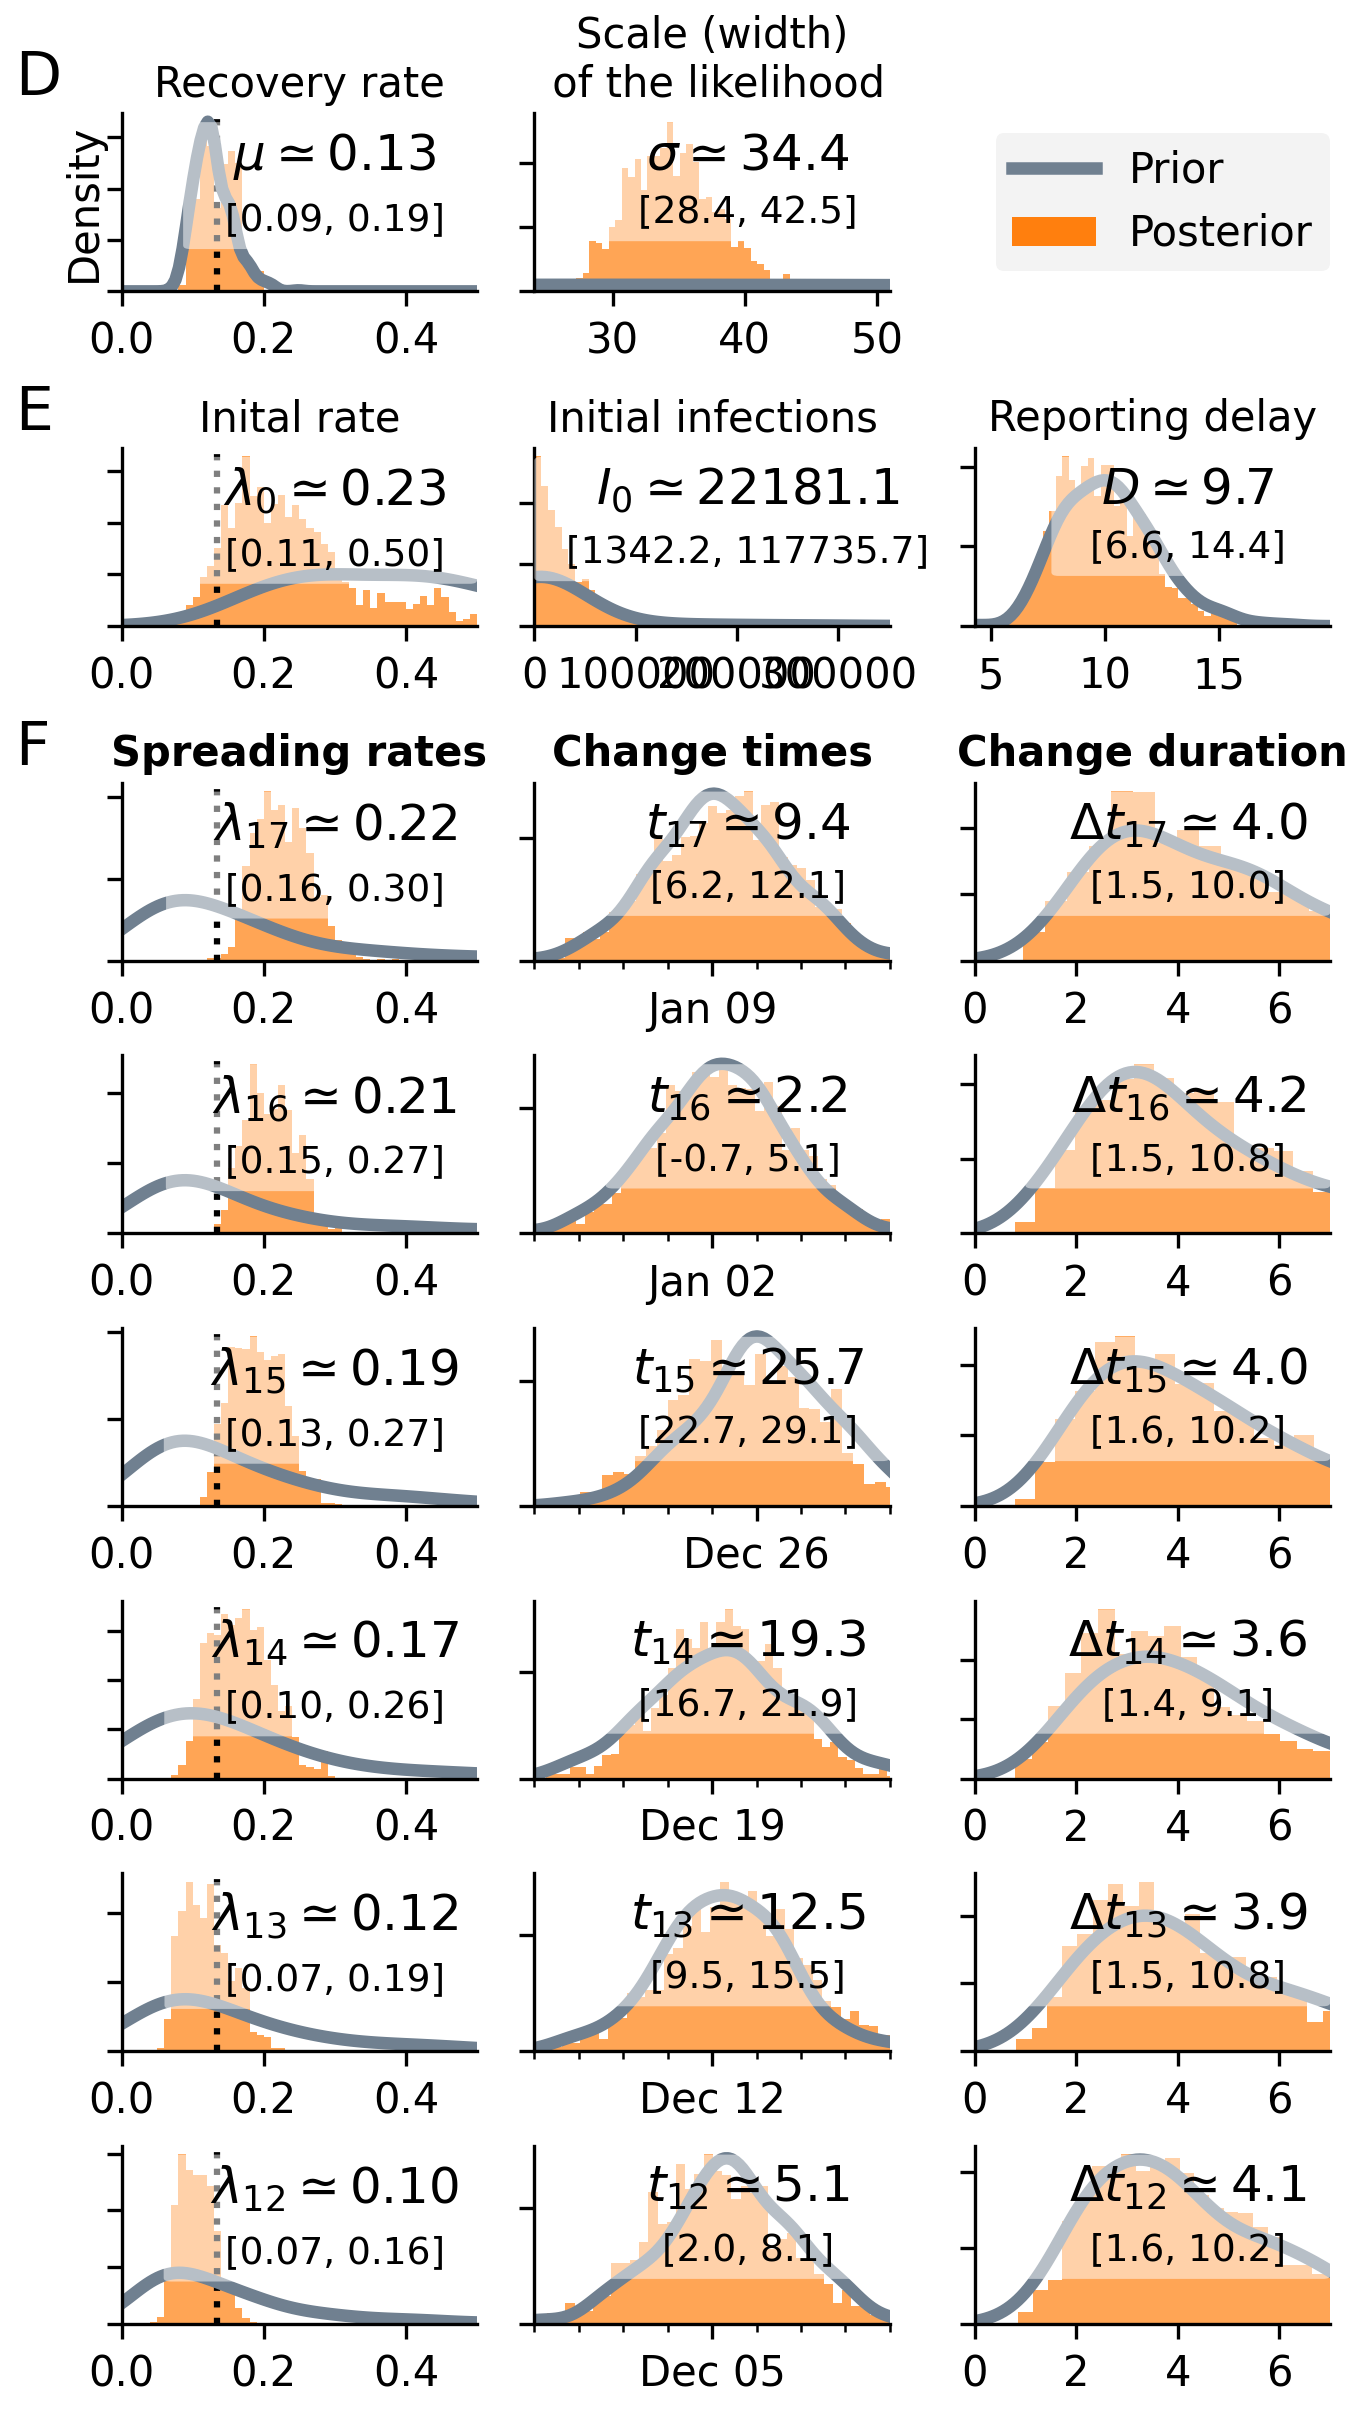 D
Recovery rate
Scale (width)
of the likelihood
Density
μ ≃ 0.13
[0.09, 0.19]
0.0 0.2 0.4
σ ≃ 34.4
[28.4, 42.5]
30 40 50
Prior
Posterior
E
Inital rate
λ0 ≃ 0.23
[0.11, 0.50]
0.0 0.2 0.4
Initial infections
I0 ≃ 22181.1
[1342.2, 117735.7]
0 100000 200000 300000
Reporting delay
D ≃ 9.7
[6.6, 14.4]
5 10 15
F
Spreading rates Change times Change duration
λ17 ≃ 0.22
[0.16, 0.30]
0.0 0.2 0.4
t17 ≃ 9.4
[6.2, 12.1]
Jan 09
Δt17 ≃ 4.0
[1.5, 10.0]
0 2 4 6
λ16 ≃ 0.21
[0.15, 0.27]
0.0 0.2 0.4
t16 ≃ 2.2
[-0.7, 5.1]
Jan 02
Δt16 ≃ 4.2
[1.5, 10.8]
0 2 4 6
λ15 ≃ 0.19
[0.13, 0.27]
0.0 0.2 0.4
t15 ≃ 25.7
[22.7, 29.1]
Dec 26
Δt15 ≃ 4.0
[1.6, 10.2]
0 2 4 6
λ14 ≃ 0.17
[0.10, 0.26]
0.0 0.2 0.4
t14 ≃ 19.3
[16.7, 21.9]
Dec 19
Δt14 ≃ 3.6
[1.4, 9.1]
0 2 4 6
λ13 ≃ 0.12
[0.07, 0.19]
0.0 0.2 0.4
t13 ≃ 12.5
[9.5, 15.5]
Dec 12
Δt13 ≃ 3.9
[1.5, 10.8]
0 2 4 6
λ12 ≃ 0.10
[0.07, 0.16]
0.0 0.2 0.4
t12 ≃ 5.1
[2.0, 8.1]
Dec 05
Δt12 ≃ 4.1
[1.6, 10.2]
0 2 4 6